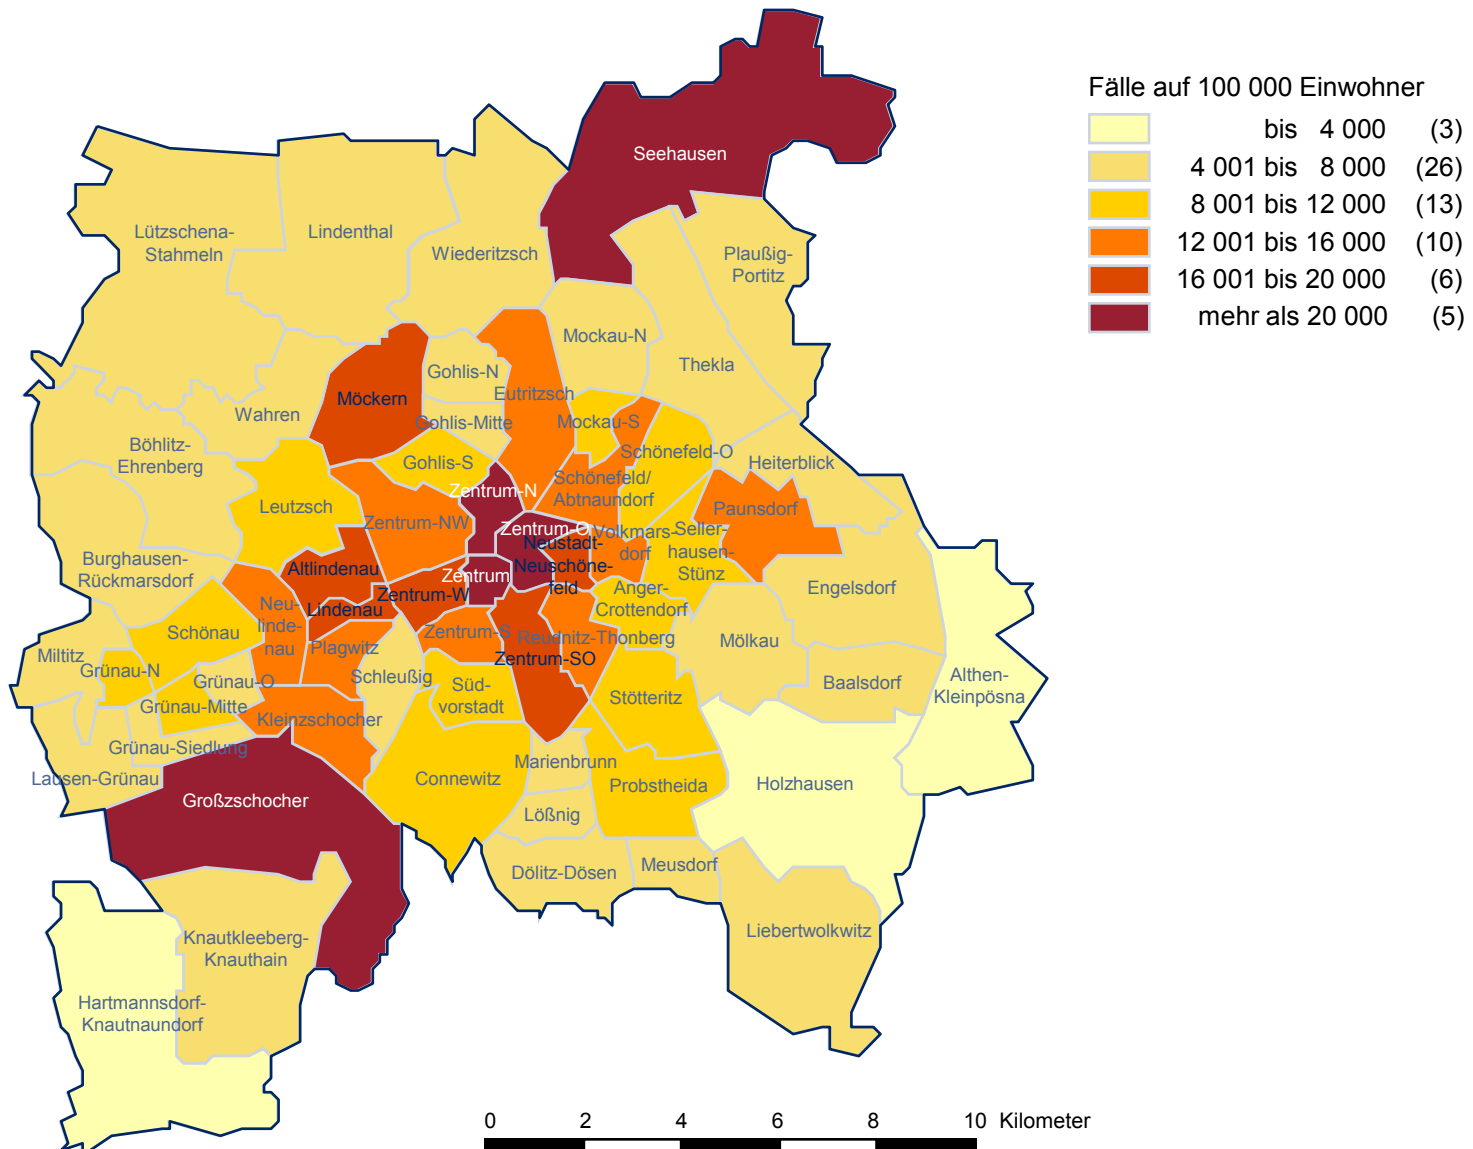 Fälle auf 100 000 Einwohner
bis 4 000 (3)
4 001 bis 8 000 (26)
8 001 bis 12 000 (13)
12 001 bis 16 000 (10)
16 001 bis 20 000 (6)
mehr als 20 000 (5)
Seehausen
Lützschena-
Stahmeln
Lindenthal
Wiederitzsch
Plaußig-
Portitz
Mockau-N
Thekla
Gohlis-N
Eutritzsch
Möckern
Wahren
Gohlis-Mitte
Mockau-S
Böhlitz-
Ehrenberg
Gohlis-S
Schönefeld-O
Heiterblick
Schönefeld/
Abtnaundorf
Zentrum-N
Leutzsch
Paunsdorf
Zentrum-NW
Zentrum-O
Volkmars-
dorf
Seller-
hausen-
Stünz
Neustadt-
Neuschöne-
feld
Burghausen-
Rückmarsdorf
Altlindenau
Zentrum
Engelsdorf
Anger-
Crottendorf
Zentrum-W
Neu-
linde-
nau
Lindenau
Schönau
Plagwitz
Zentrum-S
Reudnitz-Thonberg
Mölkau
Miltitz
Zentrum-SO
Grünau-N
Schleußig
Grünau-O
Baalsdorf
Althen-
Kleinpösna
Süd-
vorstadt
Stötteritz
Grünau-Mitte
Kleinzschocher
Grünau-Siedlung
Marienbrunn
Lausen-Grünau
Connewitz
Probstheida
Holzhausen
Großzschocher
Lößnig
Dölitz-Dösen
Meusdorf
Liebertwolkwitz
Knautkleeberg-
Knauthain
Hartmannsdorf-
Knautnaundorf
0 2 4 6 8 10 Kilometer